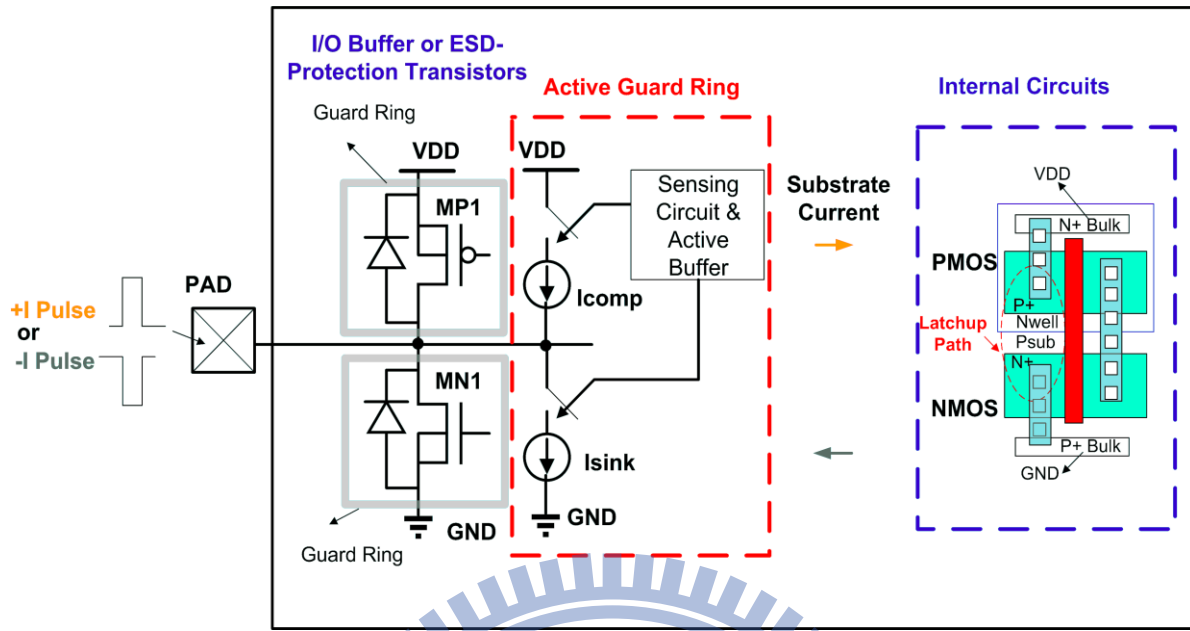 I/O Buffer or ESD-
Protection Transistors
Guard Ring
Active Guard Ring
Internal Circuits
VDD
MP1
VDD
Sensing
Circuit &
Active
Buffer
Substrate
Current
VDD
N+ Bulk
PMOS
P+
Nwell
Psub
N+
Latchup
Path
NMOS
P+ Bulk
GND
+I Pulse
or
-I Pulse
PAD
Icomp
MN1
Isink
GND
GND
Guard Ring